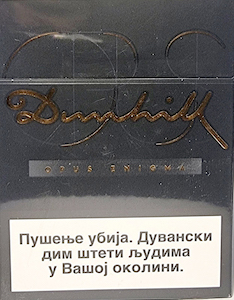 Dunhill
OPUS ENIGMA
Пушење убија. Дувански
дим штети људима
у Вашој околини.